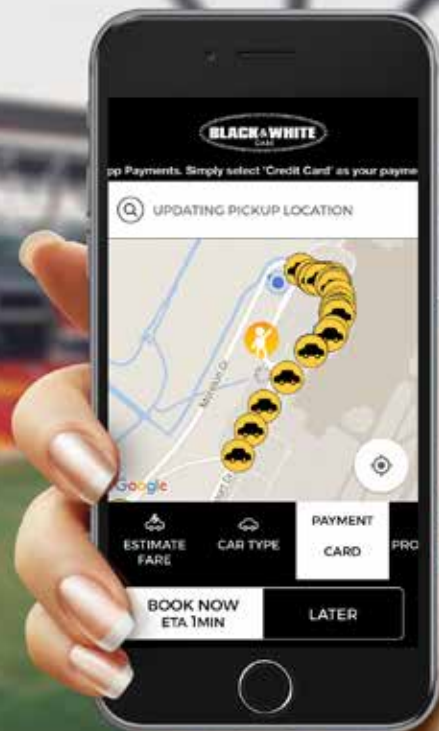 BLACK & WHITE
CABS
pp Payments. Simply select 'Credit Card' as your payme
UPDATING PICKUP LOCATION
Google
ESTIMATE
FARE
CAR TYPE
PAYMENT
CARD
PRO
BOOK NOW
ETA 1MIN
LATER